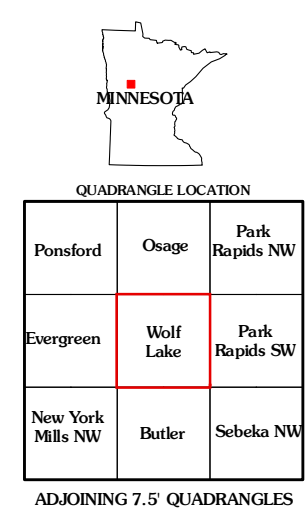 MINNESOTA
QUADRANGLE LOCATION
Ponsford
Osage
Park
Rapids NW
Evergreen
Wolf
Lake
Park
Rapids SW
New York
Mills NW
Butler
Sebeka NW
ADJOINING 7.5' QUADRANGLES